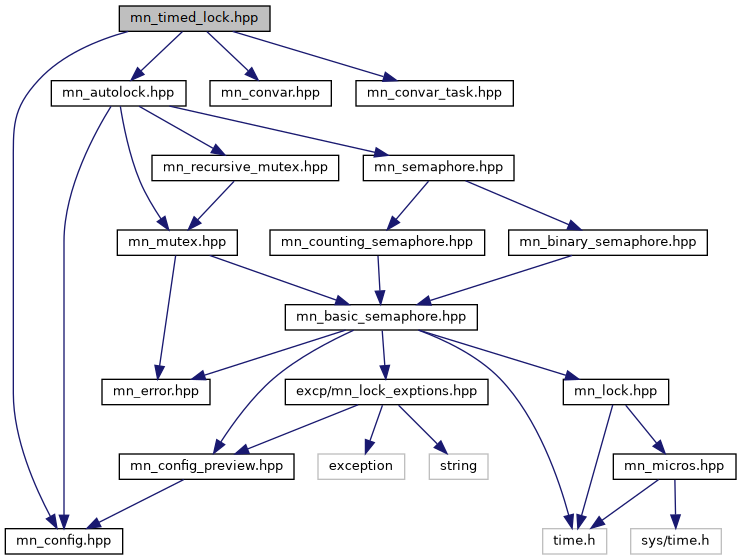 mn_timed_lock.hpp
mn_autolock.hpp
mn_convar.hpp
mn_convar_task.hpp
mn_recursive_mutex.hpp
mn_semaphore.hpp
mn_mutex.hpp
mn_counting_semaphore.hpp
mn_binary_semaphore.hpp
mn_basic_semaphore.hpp
mn_error.hpp
excp/mn_lock_exptions.hpp
mn_lock.hpp
mn_config_preview.hpp
exception
string
mn_micros.hpp
mn_config.hpp
time.h
sys/time.h